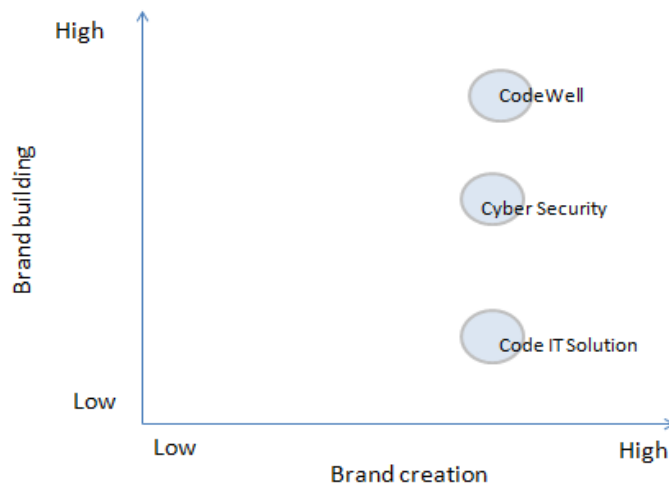 High
CodeWell
Brand building
Cyber Security
Code IT Solution
Low
Low
High
Brand creation